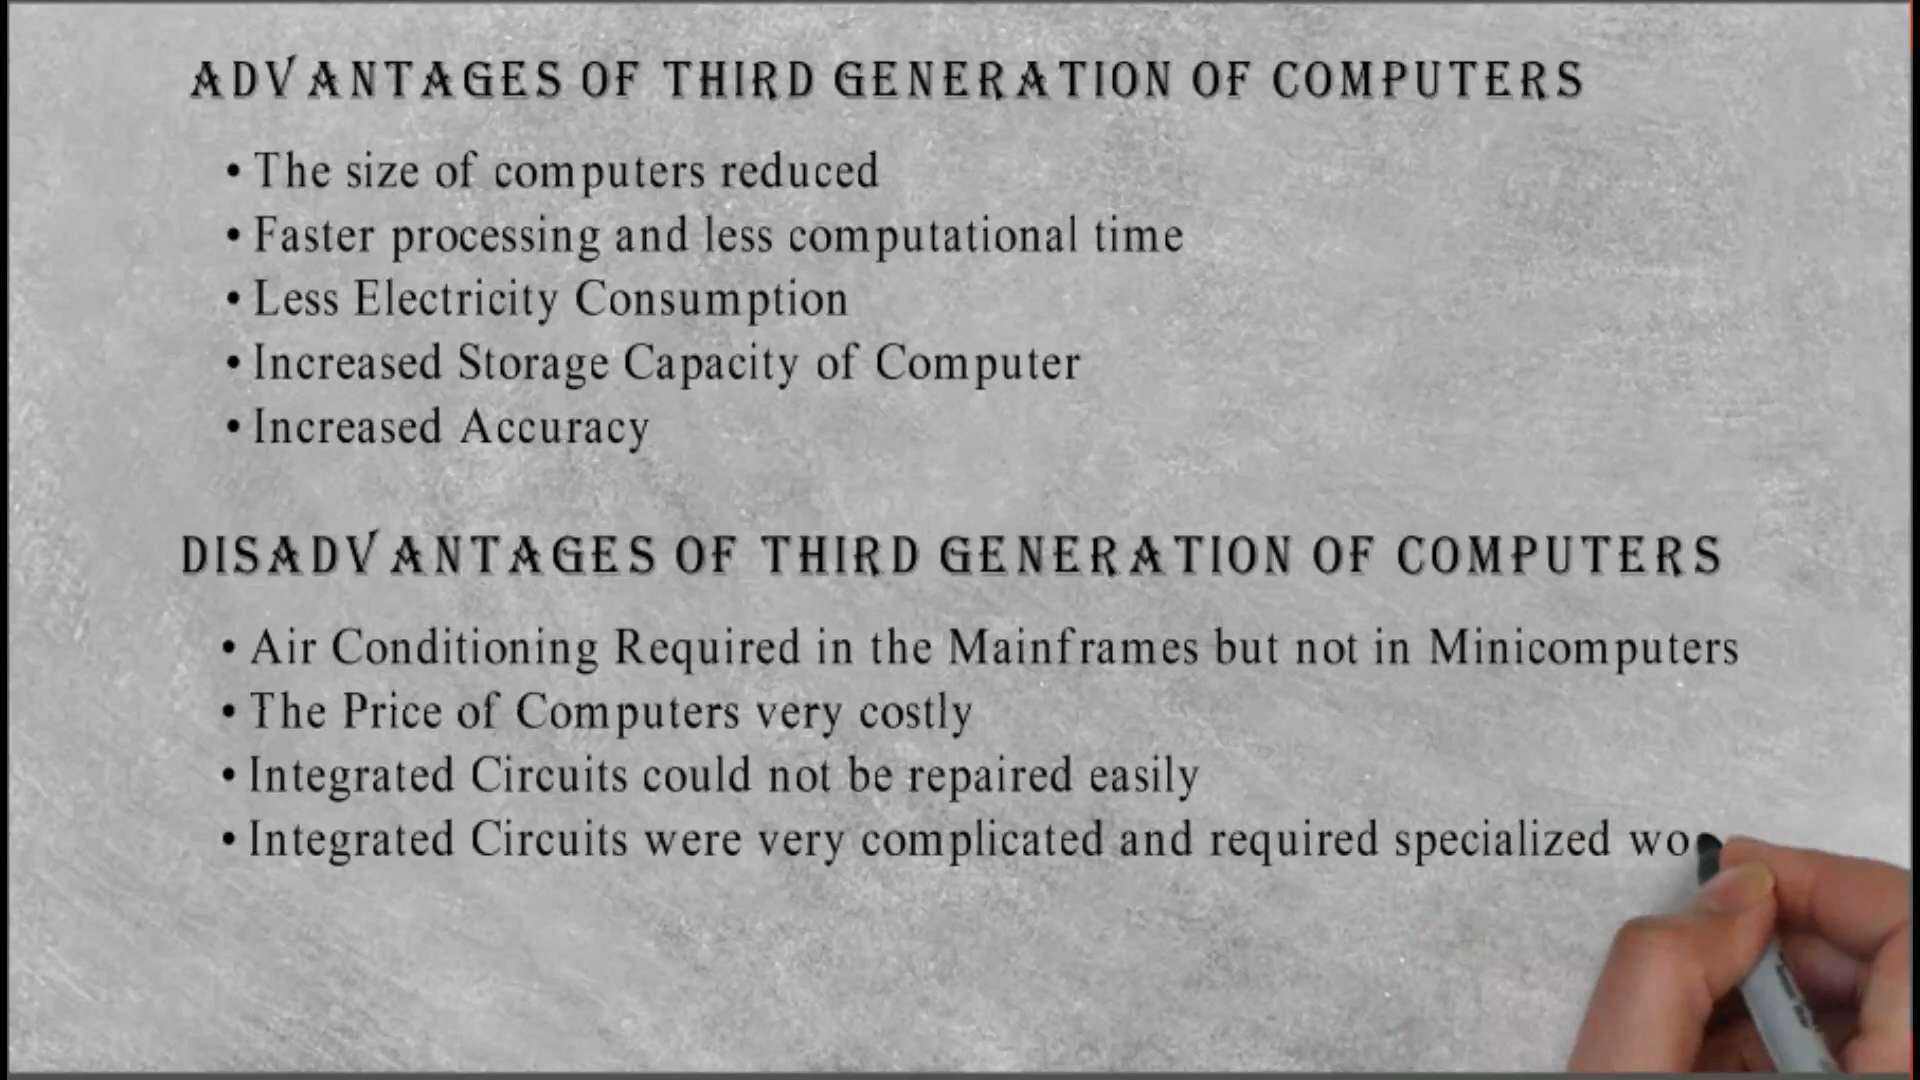 ADVANTAGES OF THIRD GENERATION OF COMPUTERS
• The size of computers reduced
• Faster processing and less computational time
• Less Electricity Consumption
• Increased Storage Capacity of Computer
• Increased Accuracy
DISADVANTAGES OF THIRD GENERATION OF COMPUTERS
• Air Conditioning Required in the Mainframes but not in Minicomputers
• The Price of Computers very costly
• Integrated Circuits could not be repaired easily
• Integrated Circuits were very complicated and required specialized wo